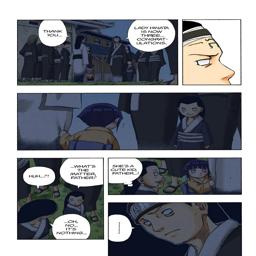 THANK
YOU...
LADY HINATA
IS NOW
THREE...
CONGRAT-
ULATIONS.
SHE'S A
CUTE KID,
FATHER.
...WHAT'S
THE
MATTER,
FATHER?
HUH...?!
...OH,
NO...
IT'S
NOTHING...